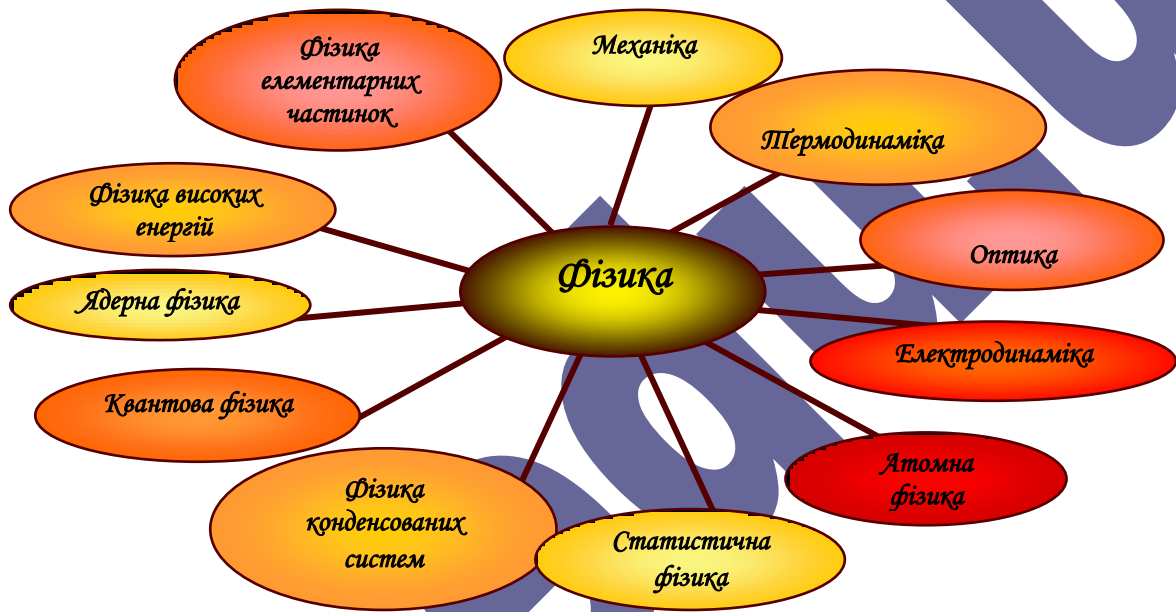 Фізика
елементарних
частинок
Механіка
Термодинаміка
Фізика високих
енергій
Оптика
Фізика
Ядерна фізика
Електродинаміка
Квантова фізика
Атомна
фізика
Фізика
конденсованих
систем
Статистична
фізика